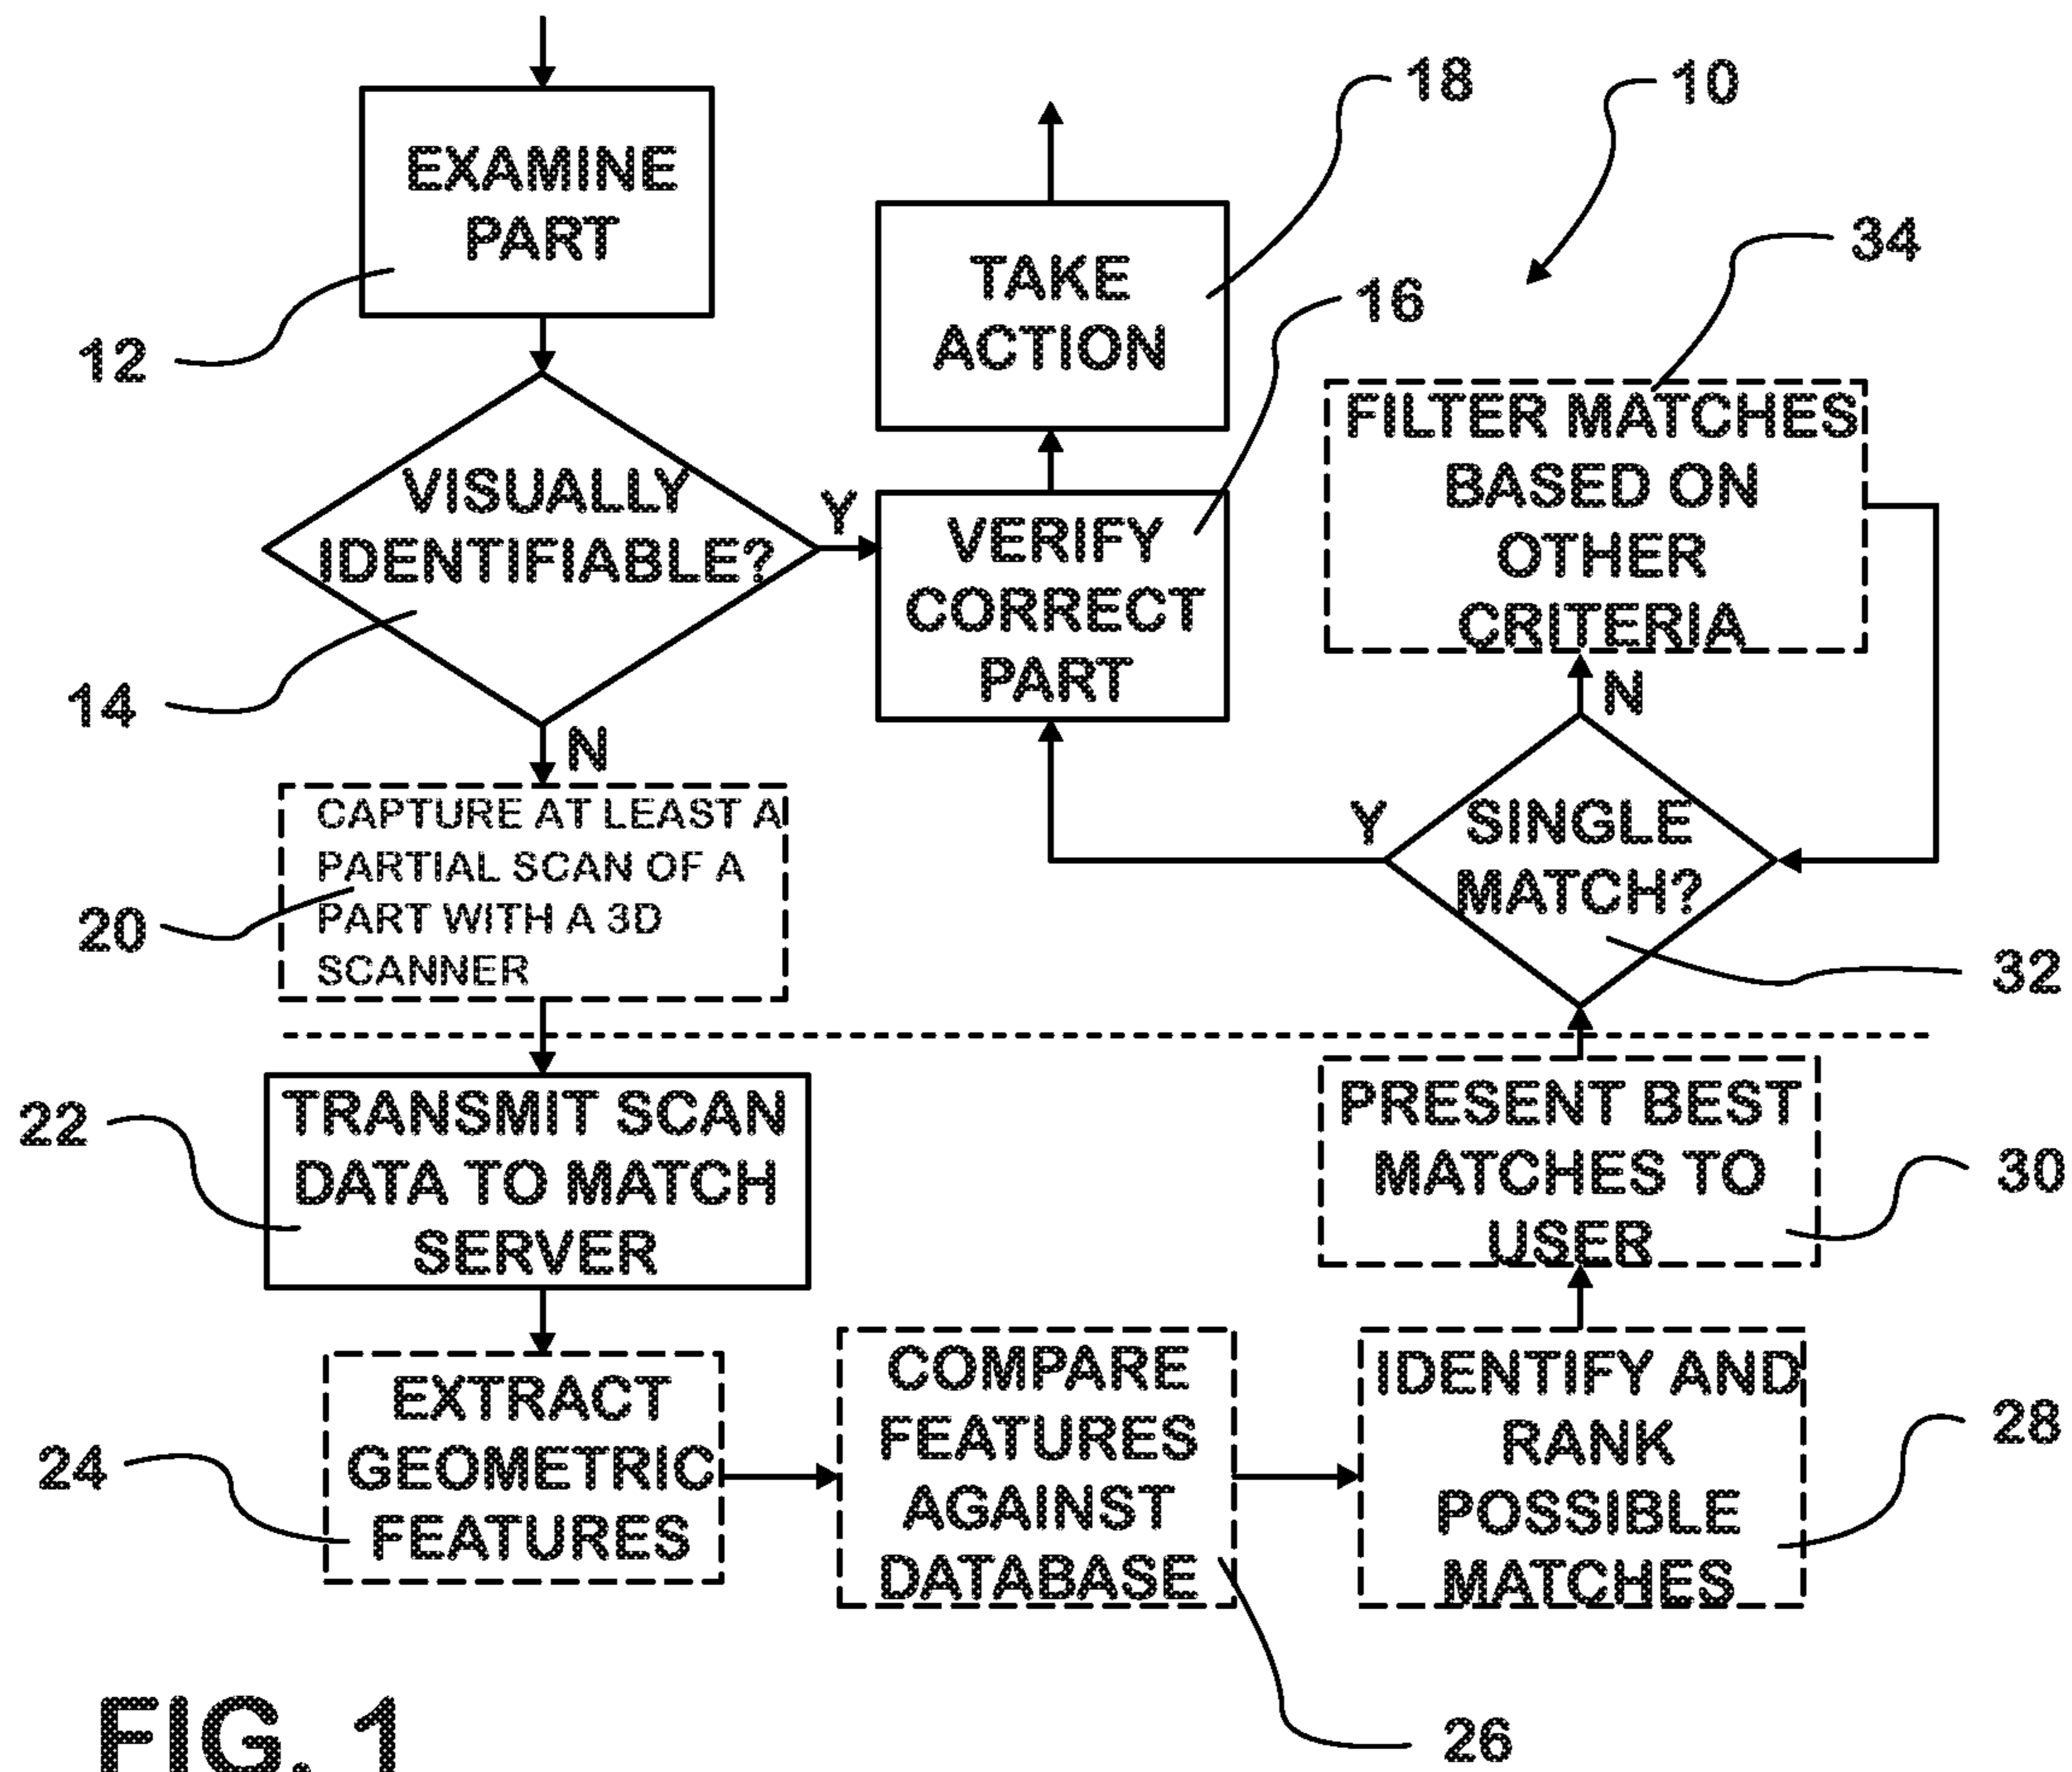 EXAMINE
PART
12
VISUALLY
IDENTIFIABLE?
14
Y
N
CAPTURE AT LEAST A
PARTIAL SCAN OF A
PART WITH A 3D
SCANNER
20
TRANSMIT SCAN
DATA TO MATCH
SERVER
22
EXTRACT
GEOMETRIC
FEATURES
24
COMPARE
FEATURES
AGAINST
DATABASE
26
IDENTIFY AND
RANK
POSSIBLE
MATCHES
28
PRESENT BEST
MATCHES TO
USER
30
SINGLE
MATCH?
32
Y
N
FILTER MATCHES
BASED ON
OTHER
CRITERIA
34
VERIFY
CORRECT
PART
16
TAKE
ACTION
18
10
FIG. 1